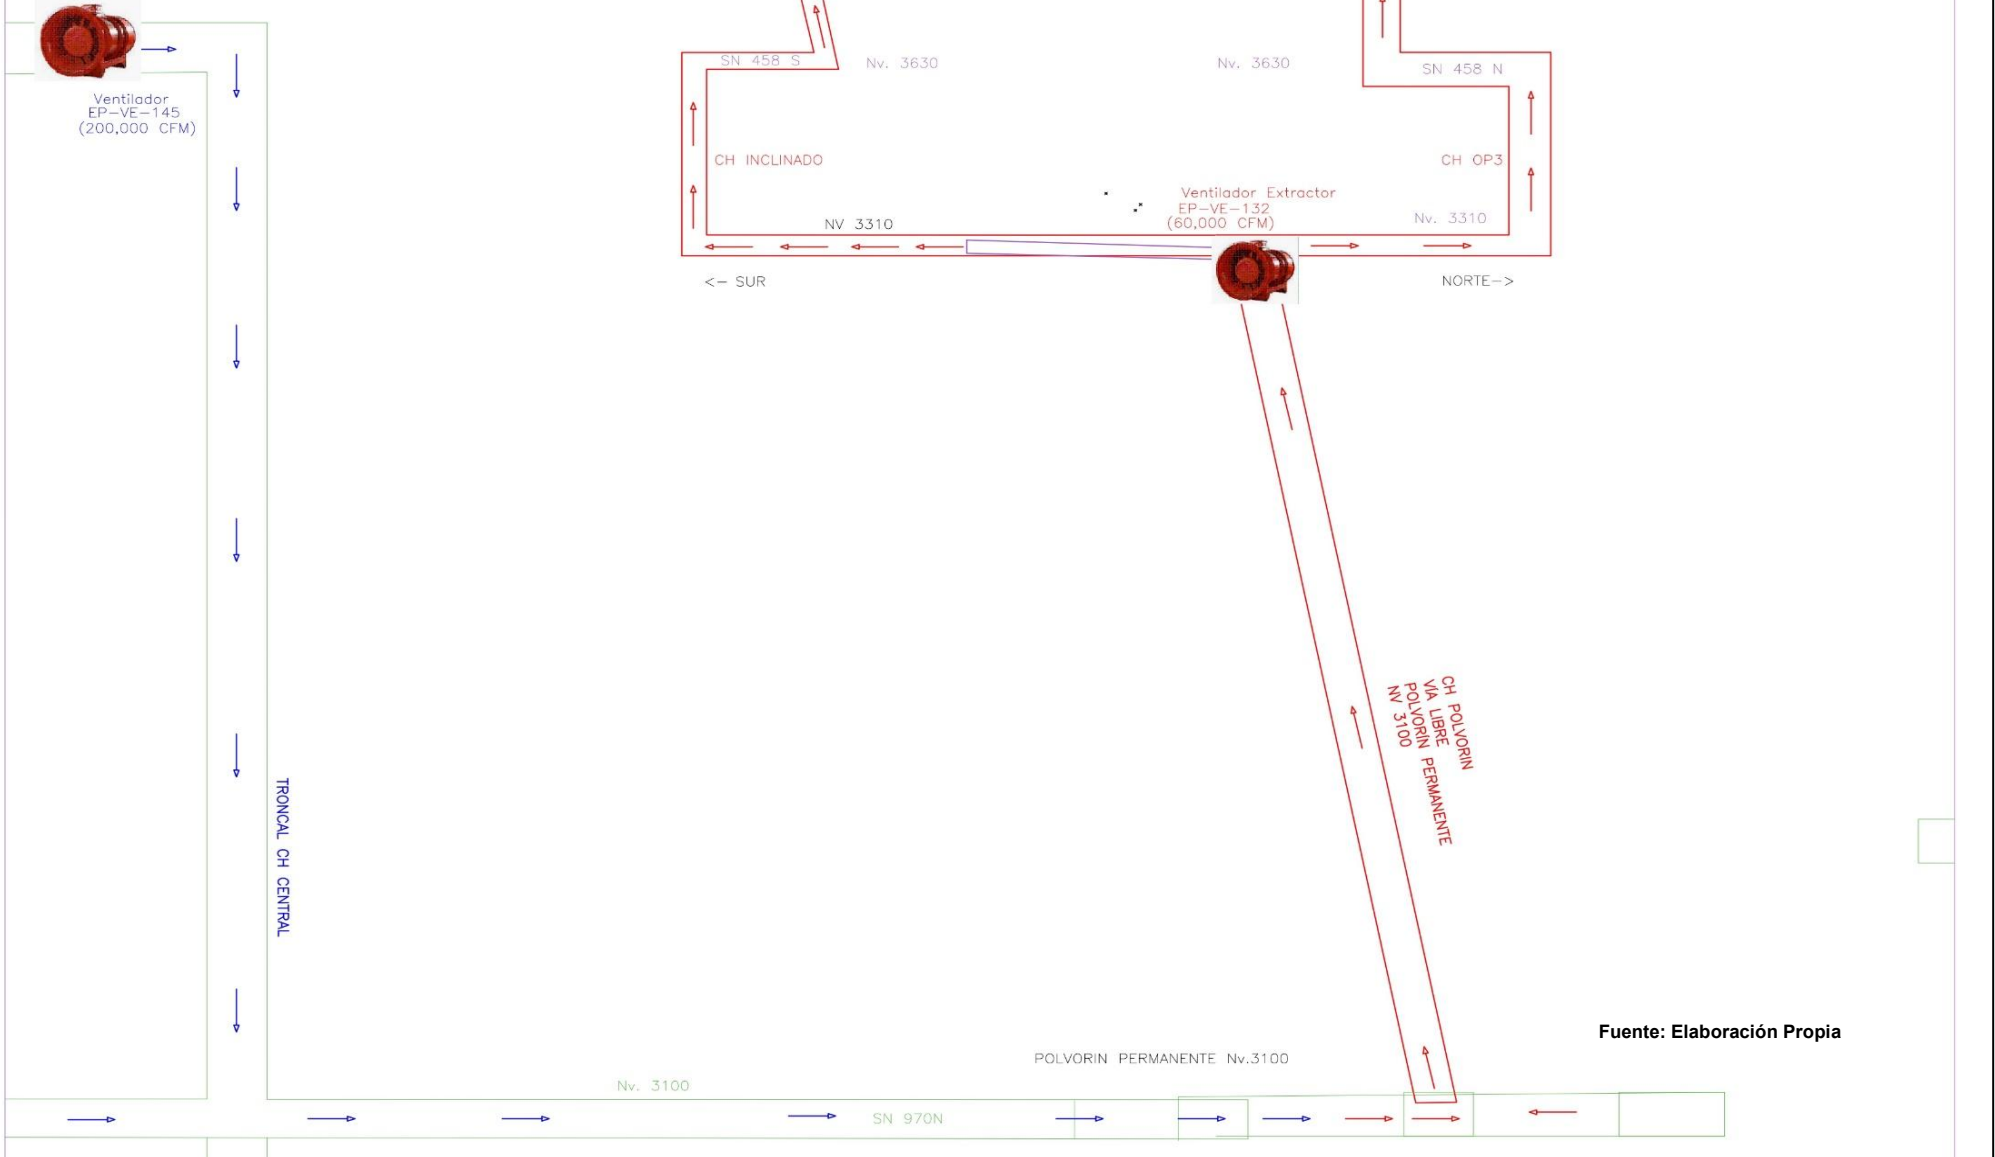 SN 458 S
Nv. 3630
Nv. 3630
SN 458 N
Ventilador
EP-VE-145
(200,000 CFM)
CH INCLINADO
CH OP3
Ventilador Extractor
EP-VE-132
(60,000 CFM)
NV 3310
Nv. 3310
<- SUR
NORTE->
CH POLVORIN
VÍA LIBRE
POLVORÍN PERMANENTE
NV 3100
TRONCAL CH CENTRAL
Fuente: Elaboración Propia
POLVORIN PERMANENTE Nv.3100
Nv. 3100
SN 970N